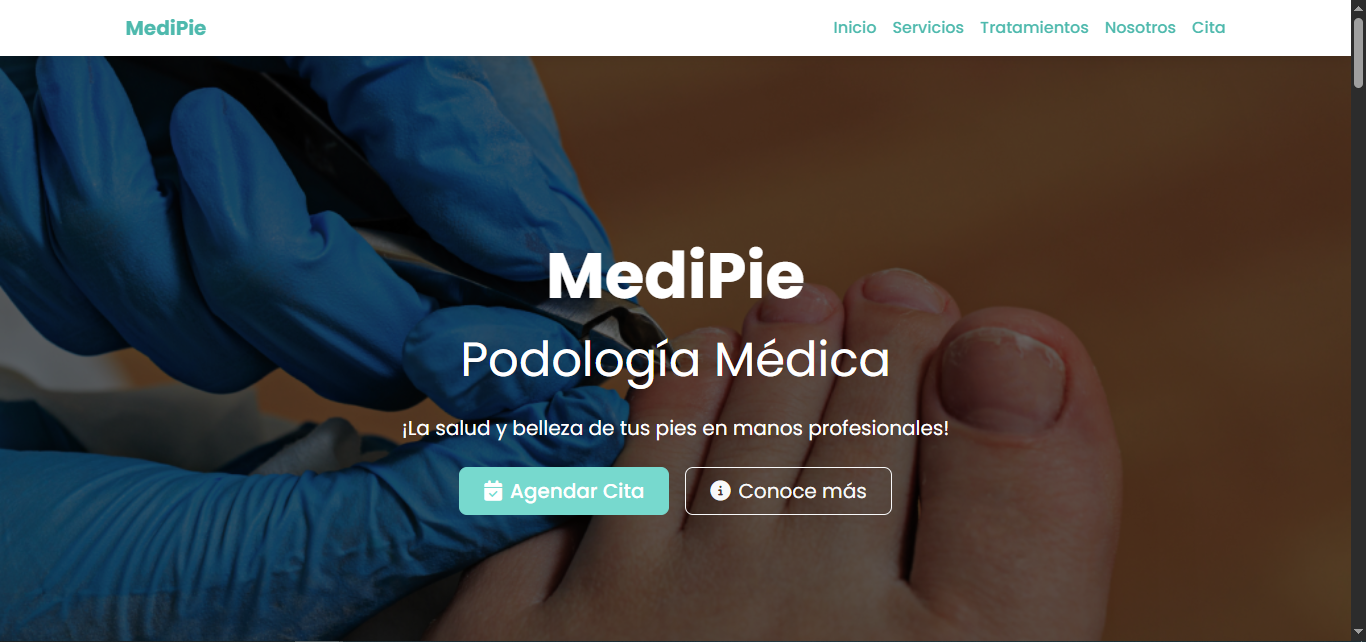 MediPie
Inicio Servicios Tratamientos Nosotros Cita
MediPie
Podología Médica
¡La salud y belleza de tus pies en manos profesionales!
Agendar Cita
Conoce más